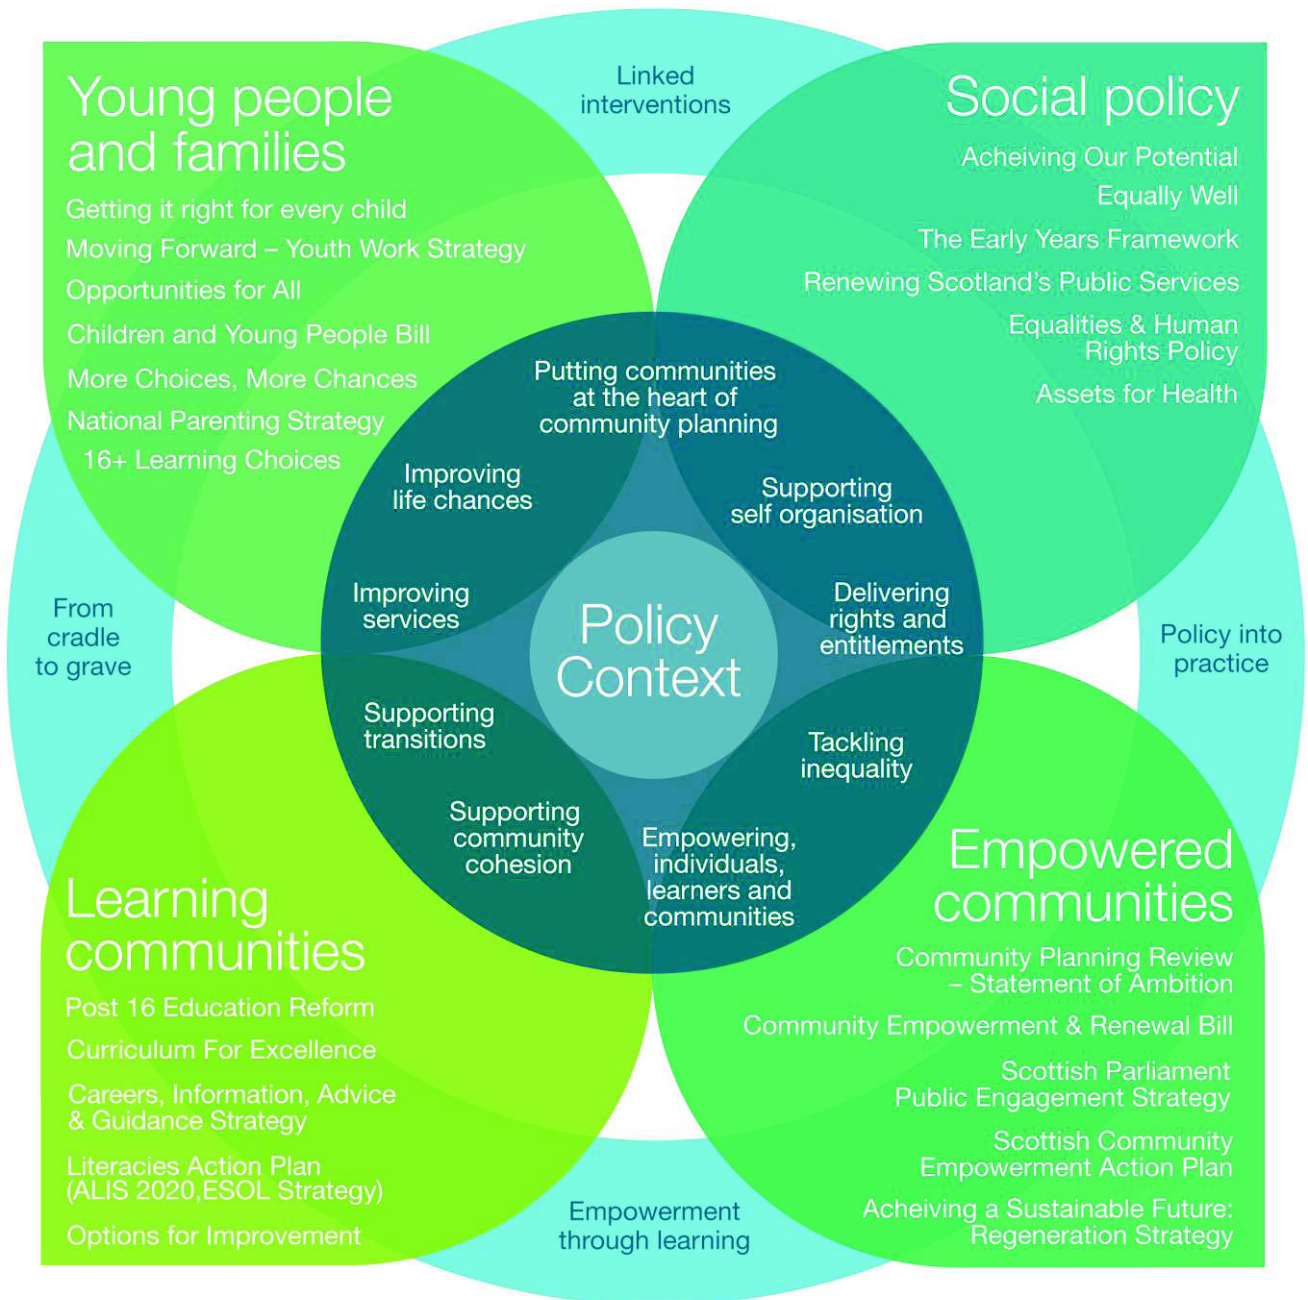 Linked
interventions
Young people
and families
Getting it right for every child
Moving Forward – Youth Work Strategy
Opportunities for All
Children and Young People Bill
More Choices, More Chances
National Parenting Strategy
16+ Learning Choices
Social policy
Acheiving Our Potential
Equally Well
The Early Years Framework
Renewing Scotland's Public Services
Equalities & Human
Rights Policy
Assets for Health
Putting communities
at the heart of
community planning
Improving
life chances
Supporting
self organisation
Improving
services
Delivering
rights and
entitlements
From
cradle
to grave
Policy
Context
Policy into
practice
Supporting
transitions
Tackling
inequality
Supporting
community
cohesion
Empowering,
individuals,
learners and
communities
Learning
communities
Post 16 Education Reform
Curriculum For Excellence
Careers, Information, Advice
& Guidance Strategy
Literacies Action Plan
(ALIS 2020,ESOL Strategy)
Options for Improvement
Empowered
communities
Community Planning Review
– Statement of Ambition
Community Empowerment & Renewal Bill
Scottish Parliament
Public Engagement Strategy
Scottish Community
Empowerment Action Plan
Acheiving a Sustainable Future:
Regeneration Strategy
Empowerment
through learning